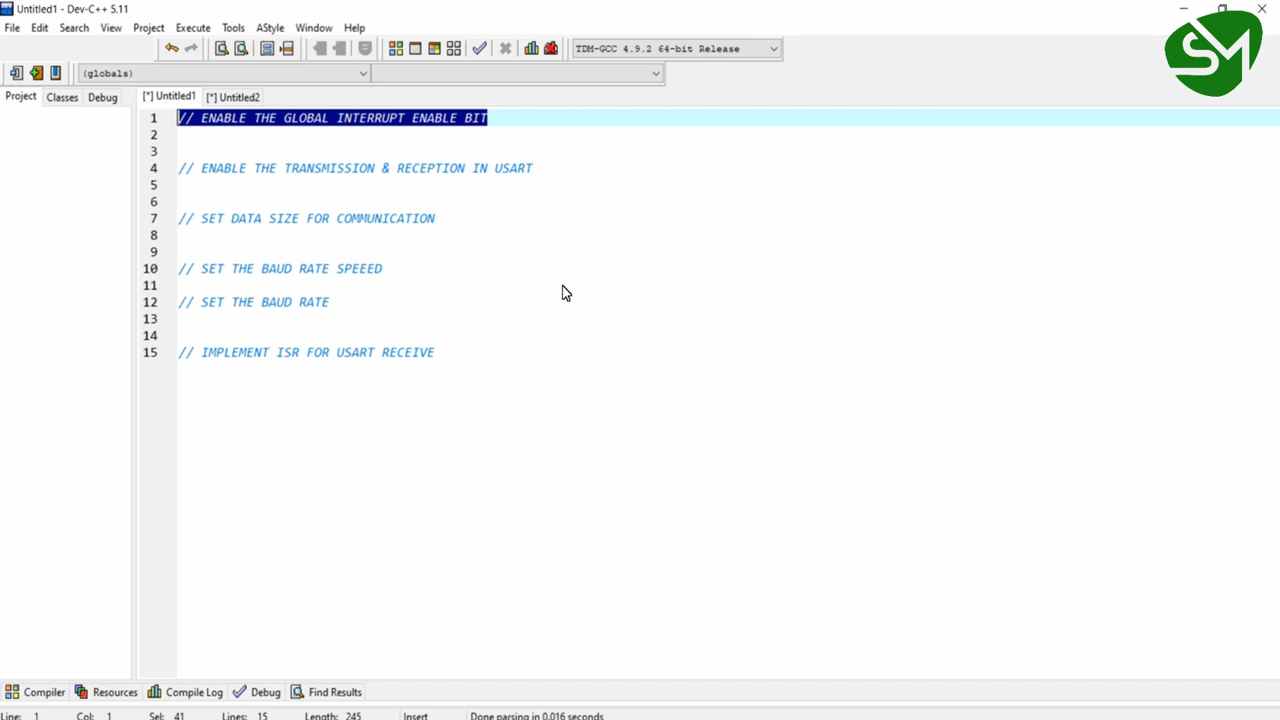 Untitled1 - Dev-C++ 5.11
File Edit Search View Project Execute Tools AStyle Window Help
TDM-GCC 4.9.2 64-bit Release
(globals)
Project Classes Debug [*] Untitled1 [*] Untitled2
1 // ENABLE THE GLOBAL INTERRUPT ENABLE BIT
2
3
4 // ENABLE THE TRANSMISSION & RECEPTION IN USART
5
6
7 // SET DATA SIZE FOR COMMUNICATION
8
9
10 // SET THE BAUD RATE SPEEED
11
12 // SET THE BAUD RATE
13
14
15 // IMPLEMENT ISR FOR USART RECEIVE
Compiler Resources Compile Log Debug Find Results
Line: 1 Col: 1 Sel: 41 Lines: 15 Length: 245 Insert Done parsing in 0.016 seconds
SM